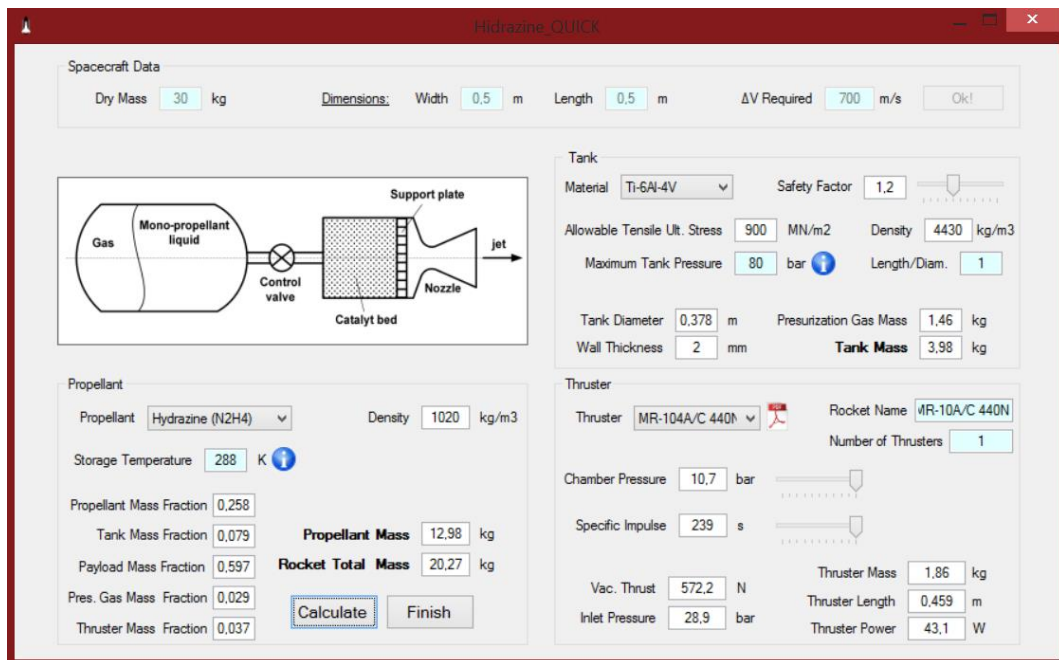 Hidrazine_QUICK
Spacecraft Data
Dry Mass 30 kg Dimensions: Width 0,5 m Length 0,5 m ΔV Required 700 m/s Ok!
Gas
Mono-propellant
liquid
Control
valve
Support plate
Catalyt bed
Nozzle
jet
Tank
Material Ti-6Al-4V Safety Factor 1,2
Allowable Tensile Ult. Stress 900 MN/m2 Density 4430 kg/m3
Maximum Tank Pressure 80 bar Length/Diam. 1
Tank Diameter 0,378 m Presurization Gas Mass 1,46 kg
Wall Thickness 2 mm Tank Mass 3,98 kg
Propellant
Propellant Hydrazine (N2H4) Density 1020 kg/m3
Storage Temperature 288 K
Propellant Mass Fraction 0,258
Tank Mass Fraction 0,079 Propellant Mass 12,98 kg
Payload Mass Fraction 0,597 Rocket Total Mass 20,27 kg
Pres. Gas Mass Fraction 0,029
Thruster Mass Fraction 0,037
Calculate Finish
Thruster
Thruster MR-104A/C 440N Rocket Name MR-10A/C 440N
Number of Thrusters 1
Chamber Pressure 10,7 bar
Specific Impulse 239 s
Vac. Thrust 572,2 N Thruster Mass 1,86 kg
Inlet Pressure 28,9 bar Thruster Length 0,459 m
Thruster Power 43,1 W